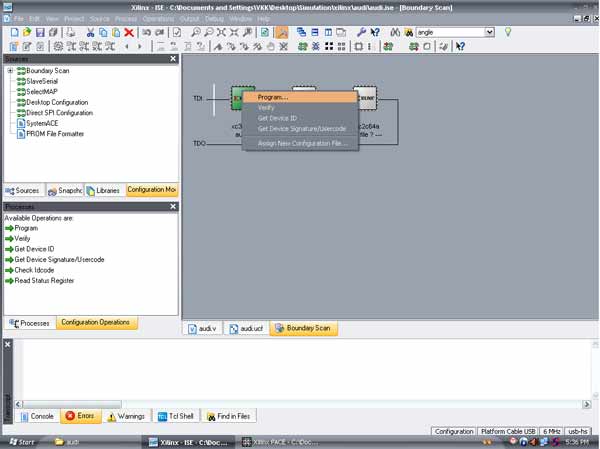 Xilinx - ISE - C:\Documents and Settings\VKK\Desktop\Simulation\xilinx\audi\audi.ise - [Boundary Scan]
File Edit View Project Source Process Operations Output Debug Window Help
angle
Sources
Boundary Scan
SlaveSerial
SelectMAP
Desktop Configuration
Direct SPI Configuration
SystemACE
PROM File Formatter
Sources
Snapsho
Libraries
Configuration Mo
Processes
Available Operations are:
Program
Verify
Get Device ID
Get Device Signature/Usercode
Check Idcode
Read Status Register
Processes
Configuration Operations
TDI
TDO
Program...
Verify
Get Device ID
Get Device Signature/Usercode
Assign New Configuration File...
xc3
au
c2c64a
file ? ---
audi.v
audi.ucf
Boundary Scan
Transcript
Console
Errors
Warnings
Tcl Shell
Find in Files
Configuration
Platform Cable USB
6 MHz
usb-hs
Start
audi
Xilinx - ISE - C:\Doc...
Xilinx PACE - C:\Doc...
5:36 PM